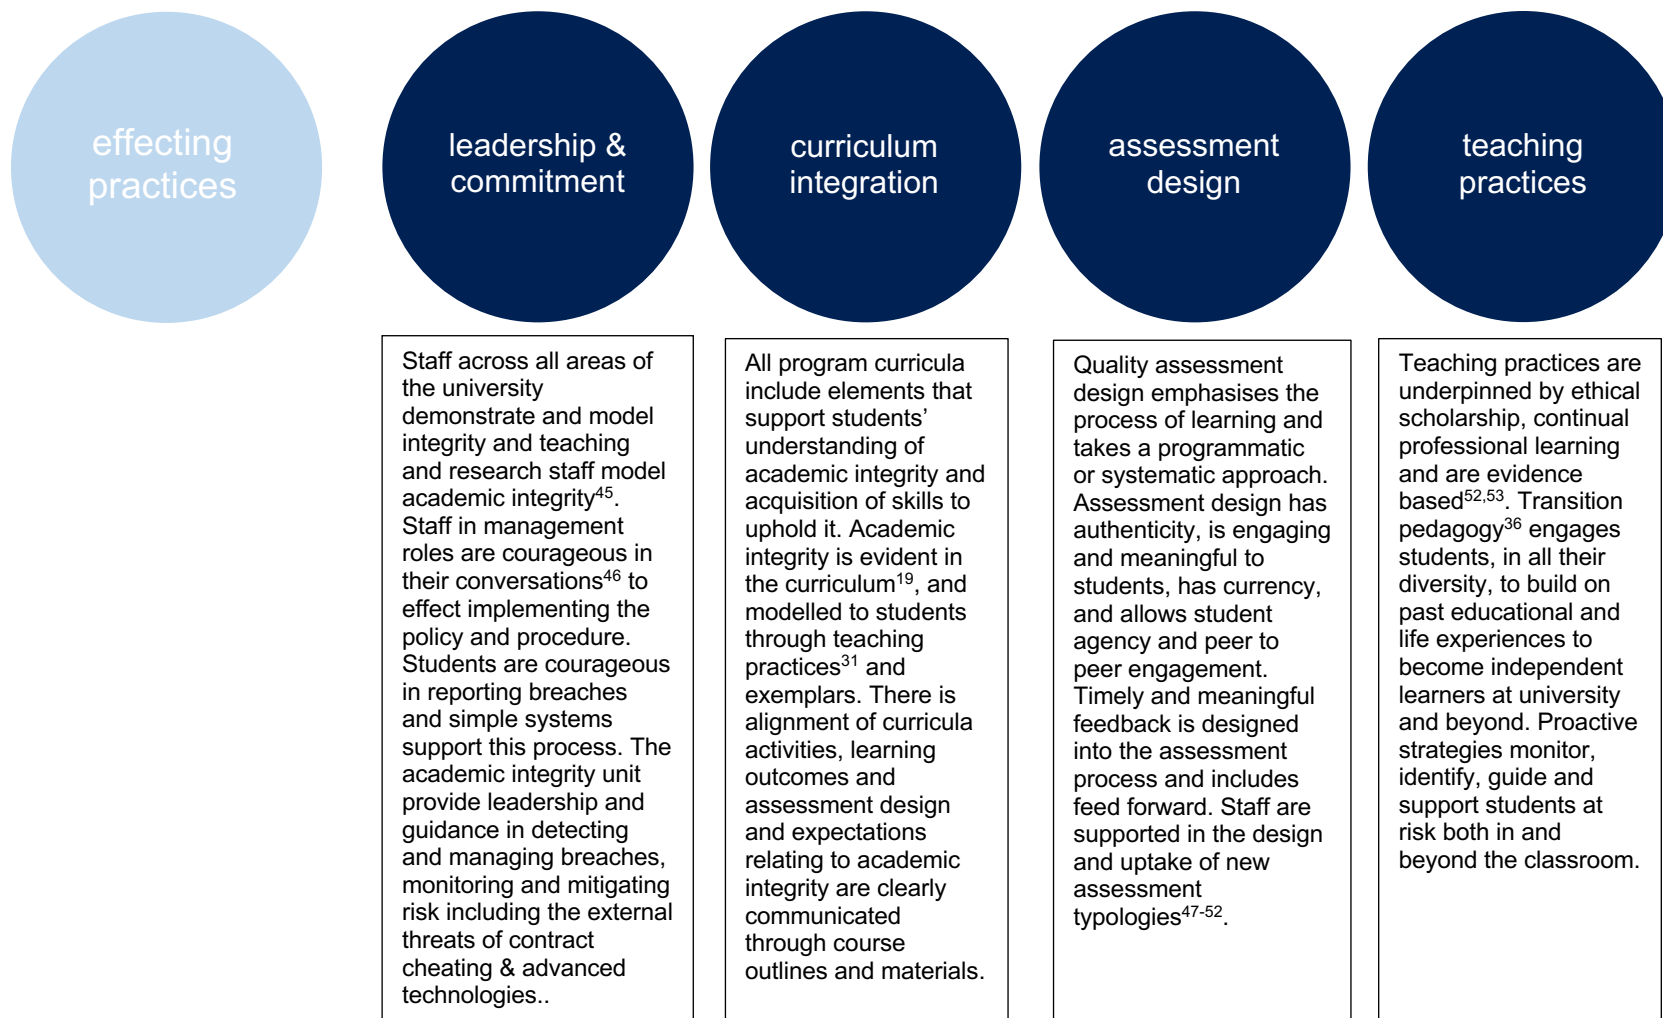 effecting
practices
leadership &
commitment
curriculum
integration
assessment
design
teaching
practices
Staff across all areas of
the university
demonstrate and model
integrity and teaching
and research staff model
academic integrity⁴⁵.
Staff in management
roles are courageous in
their conversations⁴⁶ to
effect implementing the
policy and procedure.
Students are courageous
in reporting breaches
and simple systems
support this process. The
academic integrity unit
provide leadership and
guidance in detecting
and managing breaches,
monitoring and mitigating
risk including the external
threats of contract
cheating & advanced
technologies..
All program curricula
include elements that
support students’
understanding of
academic integrity and
acquisition of skills to
uphold it. Academic
integrity is evident in
the curriculum¹⁹, and
modelled to students
through teaching
practices³¹ and
exemplars. There is
alignment of curricula
activities, learning
outcomes and
assessment design
and expectations
relating to academic
integrity are clearly
communicated
through course
outlines and materials.
Quality assessment
design emphasises the
process of learning and
takes a programmatic
or systematic approach.
Assessment design has
authenticity, is engaging
and meaningful to
students, has currency,
and allows student
agency and peer to
peer engagement.
Timely and meaningful
feedback is designed
into the assessment
process and includes
feed forward. Staff are
supported in the design
and uptake of new
assessment
typologies⁴⁷⁻⁵².
Teaching practices are
underpinned by ethical
scholarship, continual
professional learning
and are evidence
based⁵²,⁵³. Transition
pedagogy³⁶ engages
students, in all their
diversity, to build on
past educational and
life experiences to
become independent
learners at university
and beyond. Proactive
strategies monitor,
identify, guide and
support students at
risk both in and
beyond the classroom.